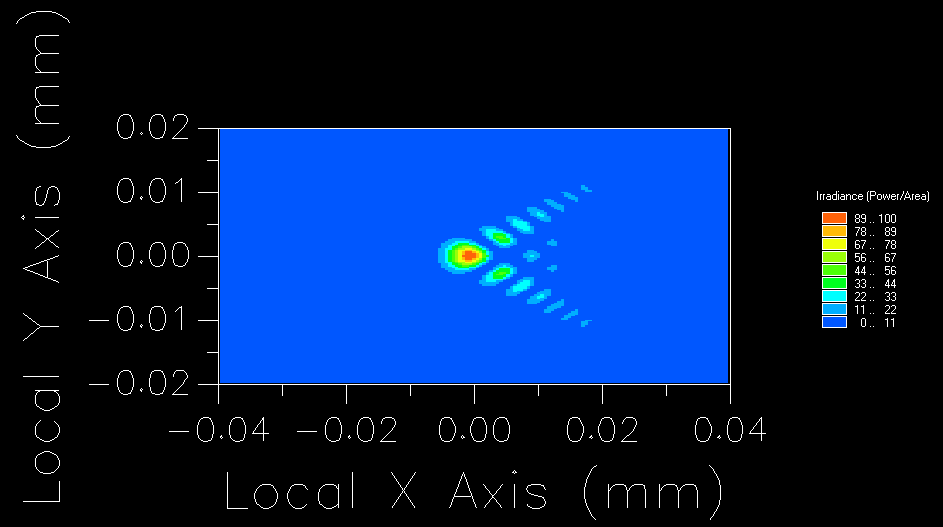 Local Y Axis (mm)
0.02
0.01
0.00
−0.01
−0.02
−0.04 −0.02 0.00 0.02 0.04
Local X Axis (mm)
Irradiance (Power/Area)
89 .. 100
78 .. 89
67 .. 78
56 .. 67
44 .. 56
33 .. 44
22 .. 33
11 .. 22
0 .. 11